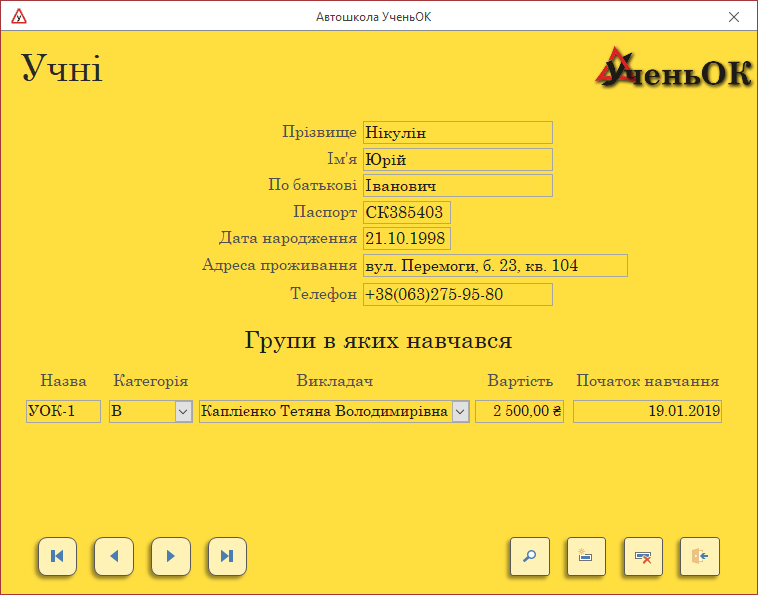 Автошкола УченьОК
Учні
УченьОК
Прізвище Нікулін
Ім'я Юрій
По батькові Іванович
Паспорт СК385403
Дата народження 21.10.1998
Адреса проживання вул. Перемоги, б. 23, кв. 104
Телефон +38(063)275-95-80
Групи в яких навчався
Назва Категорія Викладач Вартість Початок навчання
УОК-1 В Каплієнко Тетяна Володимирівна 2 500,00 ₴ 19.01.2019